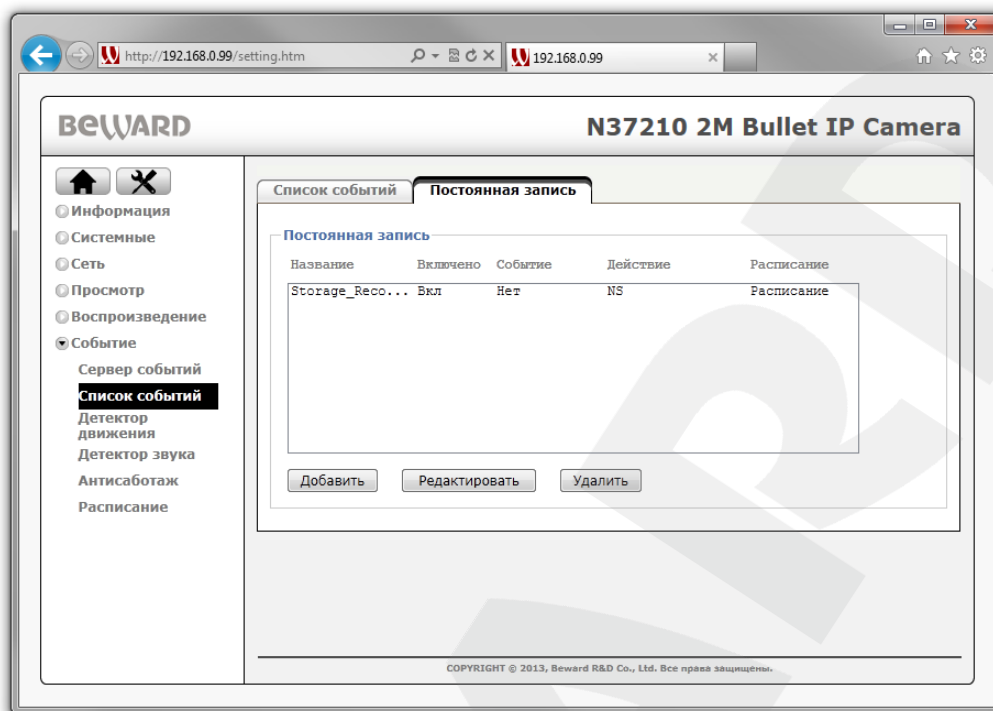 http://192.168.0.99/setting.htm
192.168.0.99
BEWARD
N37210 2M Bullet IP Camera
Информация
Системные
Сеть
Просмотр
Воспроизведение
Событие
Сервер событий
Список событий
Детектор
движения
Детектор звука
Антисаботаж
Расписание
Список событий
Постоянная запись
Постоянная запись
Название Включено Событие Действие Расписание
Storage_Reco... Вкл Нет NS Расписание
Добавить Редактировать Удалить
COPYRIGHT © 2013, Beward R&D Co., Ltd. Все права защищены.